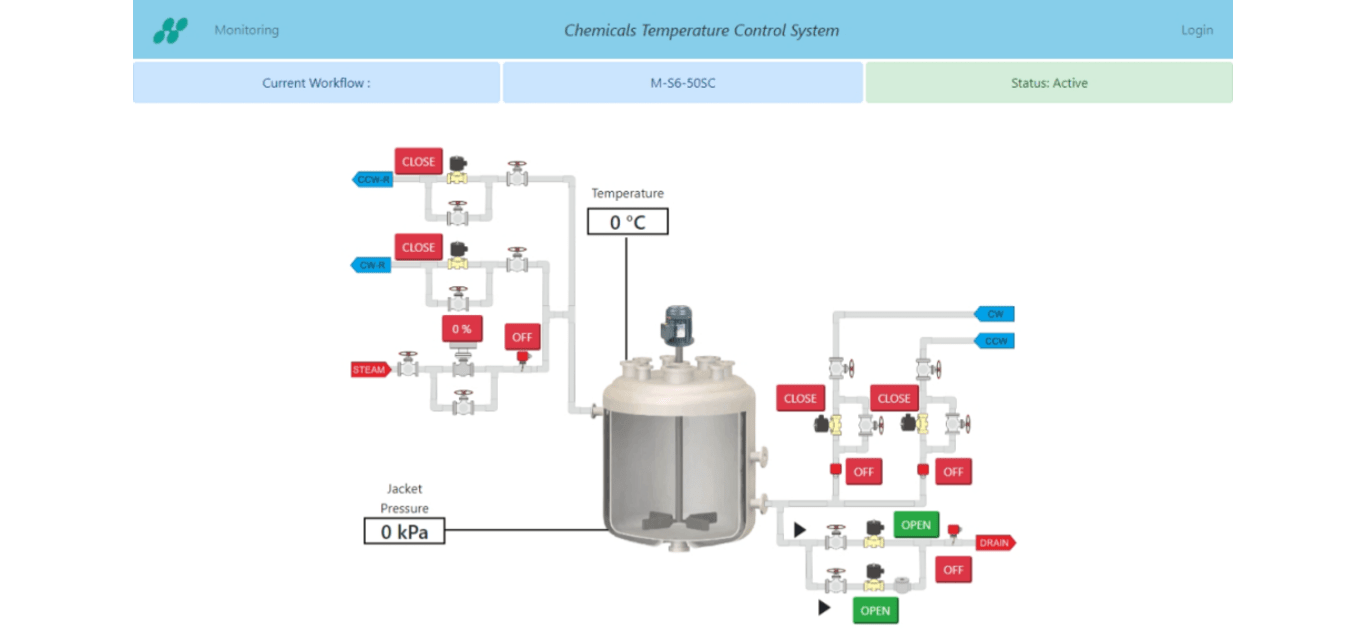 Monitoring
Chemicals Temperature Control System
Login
Current Workflow :
M-S6-50SC
Status: Active
CLOSE
CCW-R
Temperature
0 °C
CLOSE
CW-R
0 %
OFF
STEAM
CW
CCW
CLOSE
CLOSE
OFF
OFF
Jacket
Pressure
0 kPa
OPEN
DRAIN
OFF
OPEN